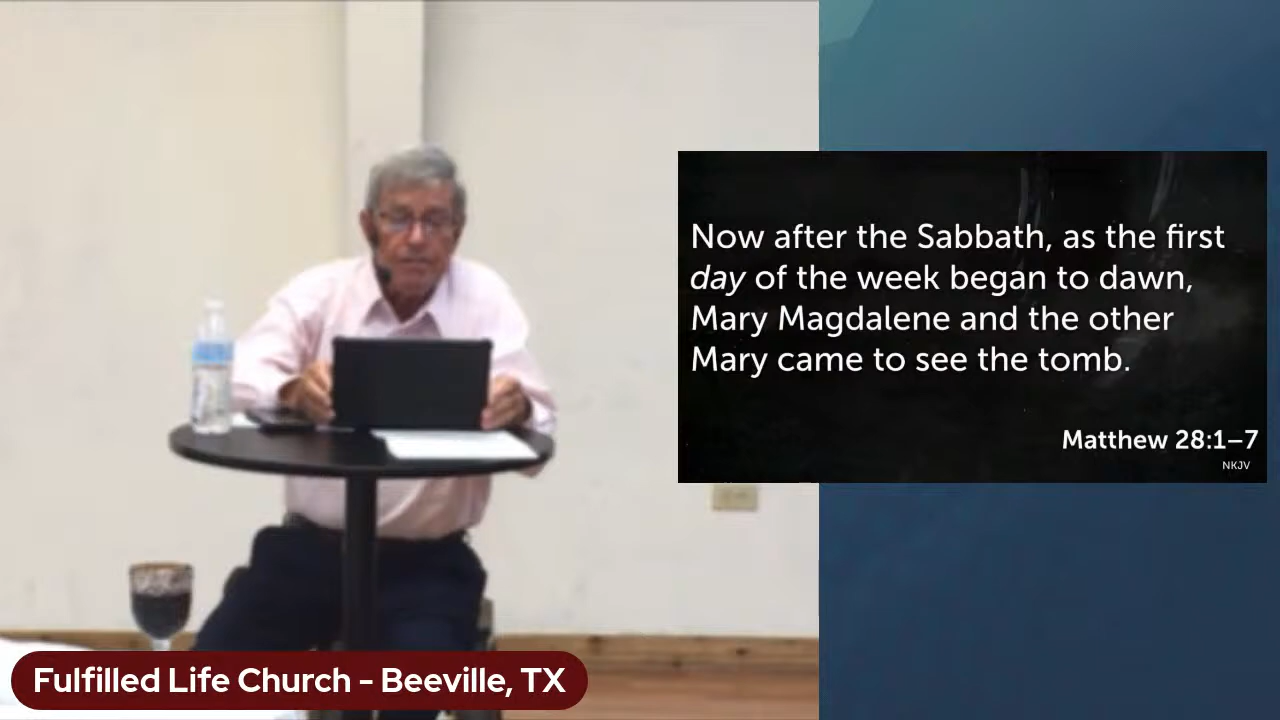 Now after the Sabbath, as the first
day of the week began to dawn,
Mary Magdalene and the other
Mary came to see the tomb.
Matthew 28:1–7
NKJV
Fulfilled Life Church - Beeville, TX